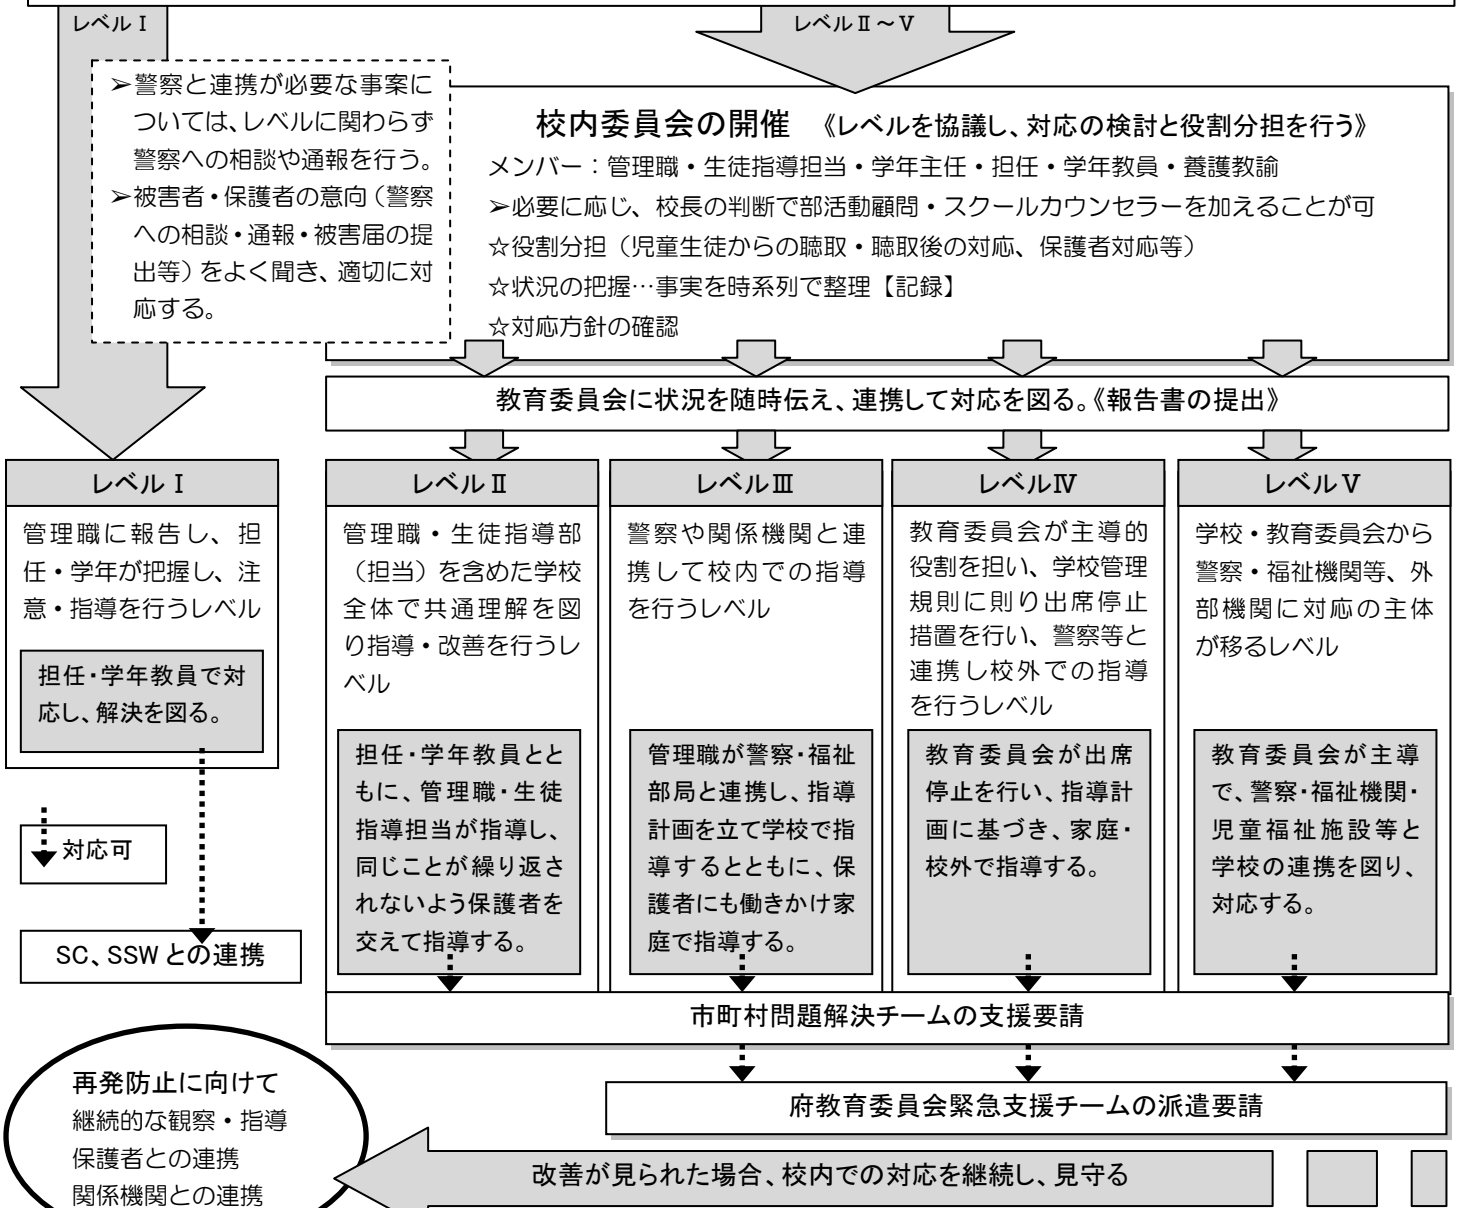 レベルⅠ
レベルⅡ～Ⅴ
➢警察と連携が必要な事案に
ついては、レベルに関わらず
警察への相談や通報を行う。
➢被害者・保護者の意向（警察
への相談・通報・被害届の提
出等）をよく聞き、適切に対
応する。
校内委員会の開催　《レベルを協議し、対応の検討と役割分担を行う》
メンバー：管理職・生徒指導担当・学年主任・担任・学年教員・養護教諭
➢必要に応じ、校長の判断で部活動顧問・スクールカウンセラーを加えることが可
☆役割分担（児童生徒からの聴取・聴取後の対応、保護者対応等）
☆状況の把握…事実を時系列で整理【記録】
☆対応方針の確認
教育委員会に状況を随時伝え、連携して対応を図る。《報告書の提出》
レベルⅠ
管理職に報告し、担
任・学年が把握し、注
意・指導を行うレベル
担任・学年教員で対
応し、解決を図る。
対応可
SC、SSWとの連携
レベルⅡ
管理職・生徒指導部
（担当）を含めた学校
全体で共通理解を図
り指導・改善を行うレ
ベル
担任・学年教員とと
もに、管理職・生徒
指導担当が指導し、
同じことが繰り返さ
れないよう保護者を
交えて指導する。
レベルⅢ
警察や関係機関と連
携して校内での指導
を行うレベル
管理職が警察・福祉
部局と連携し、指導
計画を立て学校で指
導するとともに、保
護者にも働きかけ家
庭で指導する。
レベルⅣ
教育委員会が主導的
役割を担い、学校管理
規則に則り出席停止
措置を行い、警察等と
連携し校外での指導
を行うレベル
教育委員会が出席
停止を行い、指導計
画に基づき、家庭・
校外で指導する。
レベルⅤ
学校・教育委員会から
警察・福祉機関等、外
部機関に対応の主体
が移るレベル
教育委員会が主導
で、警察・福祉機関・
児童福祉施設等と
学校の連携を図り、
対応する。
市町村問題解決チームの支援要請
府教育委員会緊急支援チームの派遣要請
再発防止に向けて
継続的な観察・指導
保護者との連携
関係機関との連携
改善が見られた場合、校内での対応を継続し、見守る